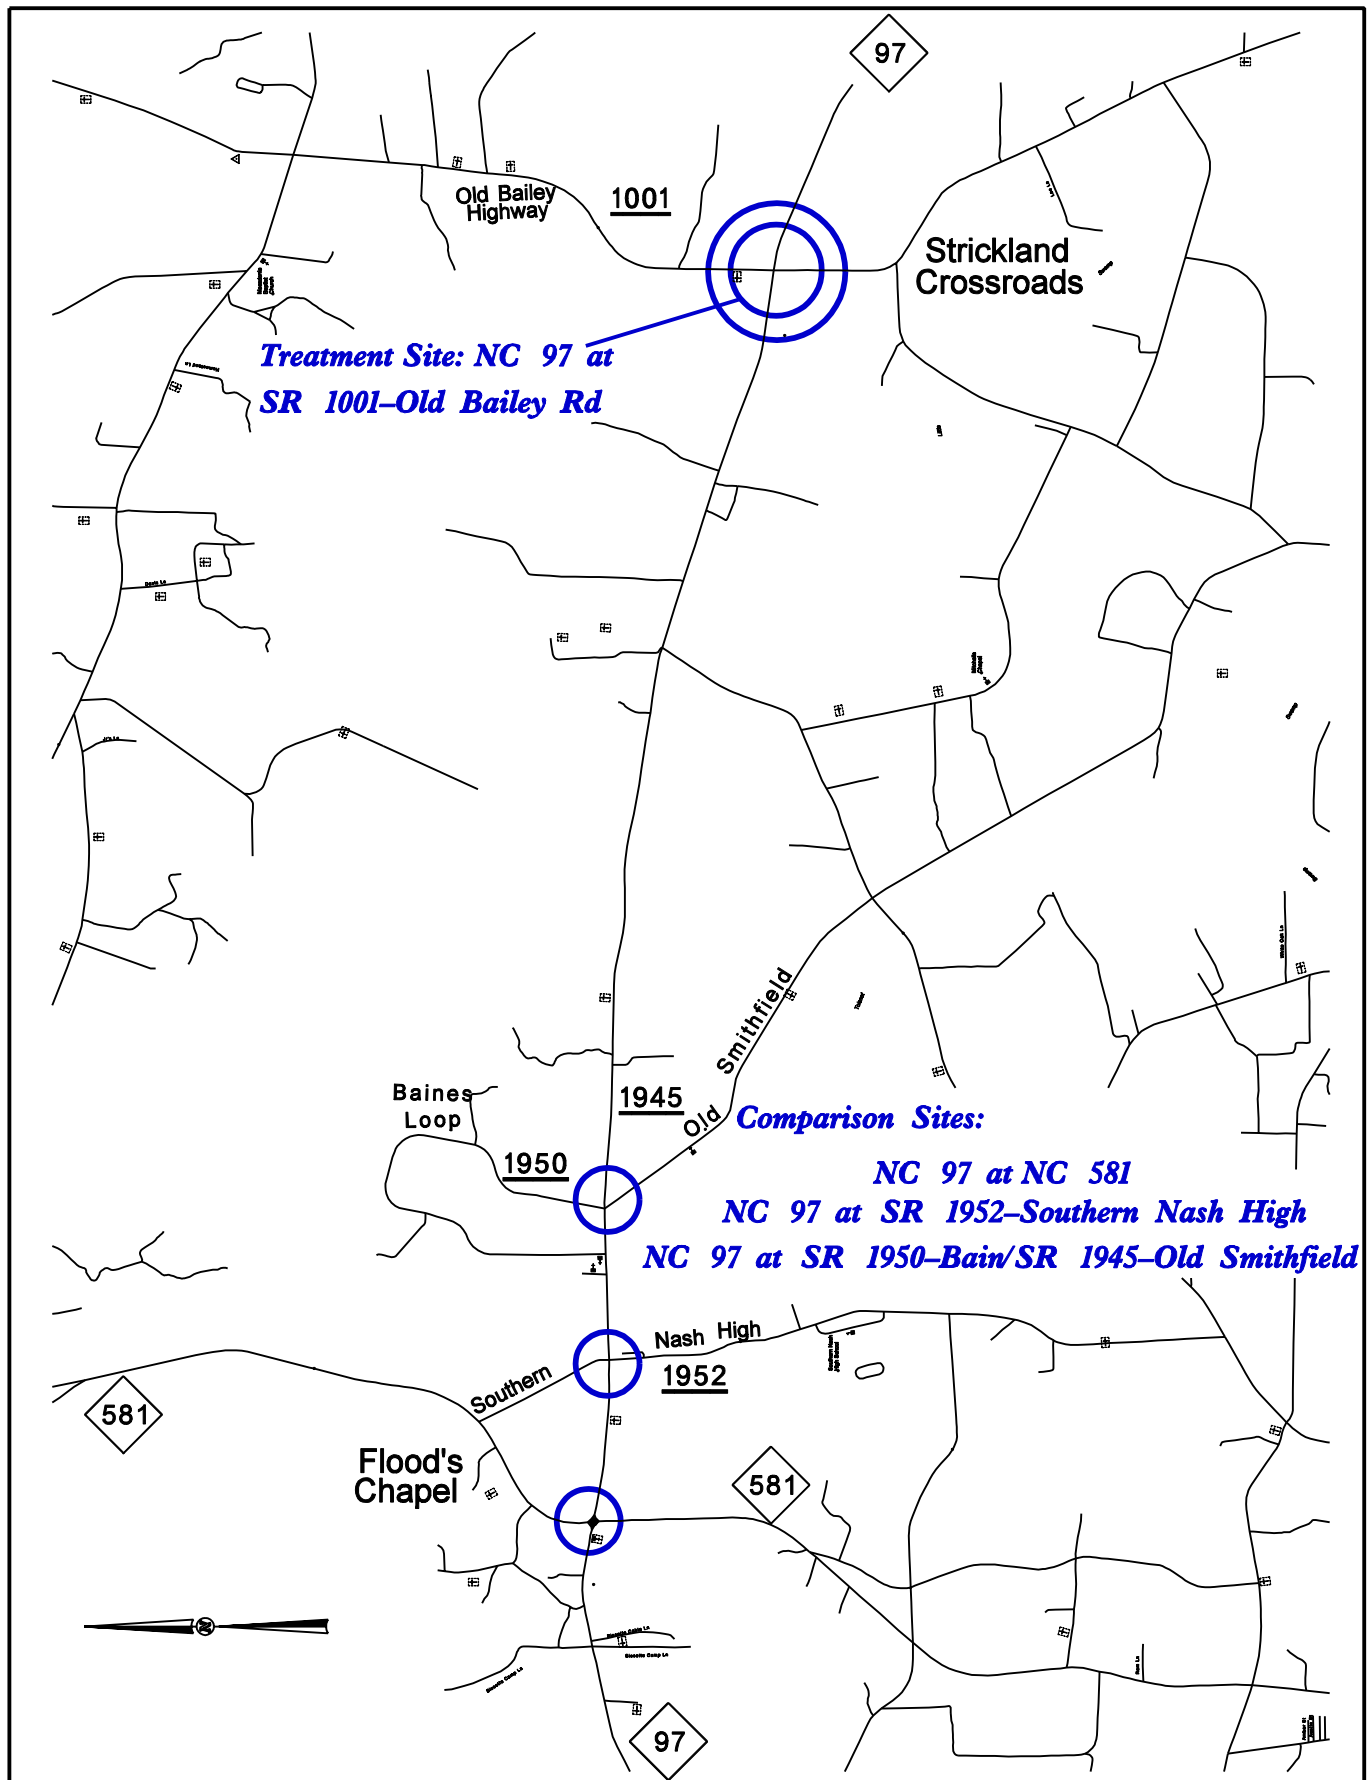 97
Old Bailey
Highway
1001
Strickland
Crossroads
Treatment Site: NC 97 at
SR 1001–Old Bailey Rd
Smithfield
Old
Baines
Loop
1945
1950
Comparison Sites:
NC 97 at NC 581
NC 97 at SR 1952–Southern Nash High
NC 97 at SR 1950–Bain/SR 1945–Old Smithfield
Southern
Nash High
1952
581
Flood's
Chapel
581
N
97